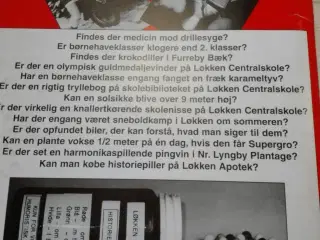 Findes der medicin mod drillesyge?
Er børnehaveklasser klogere end 2. klasser?
Findes der krokodiller i Furreby Bæk?
Er der en olympisk guldmedaljevinder på Løkken Centralskole?
Har en børnehaveklasse engang fanget en fræk karameltyv?
Er der en rigtig tryllebog på skolebiblioteket på Løkken Centralskole?
Kan en solsikke blive over 9 meter høj?
Er der virkelig en knallertkørende skolenisse på Løkken Centralskole?
Har der engang været sneboldkamp i Løkken om sommeren?
Er der opfundet biler, der kan forstå, hvad man siger til dem?
Kan en plante vokse 1/2 meter på én dag, hvis den får Supergro?
Er der set en harmonikaspillende pingvin i Nr. Lyngby Plantage?
Kan man købe historiepiller på Løkken Apotek?
LØKKEN
HISTORIE
KUN FOR